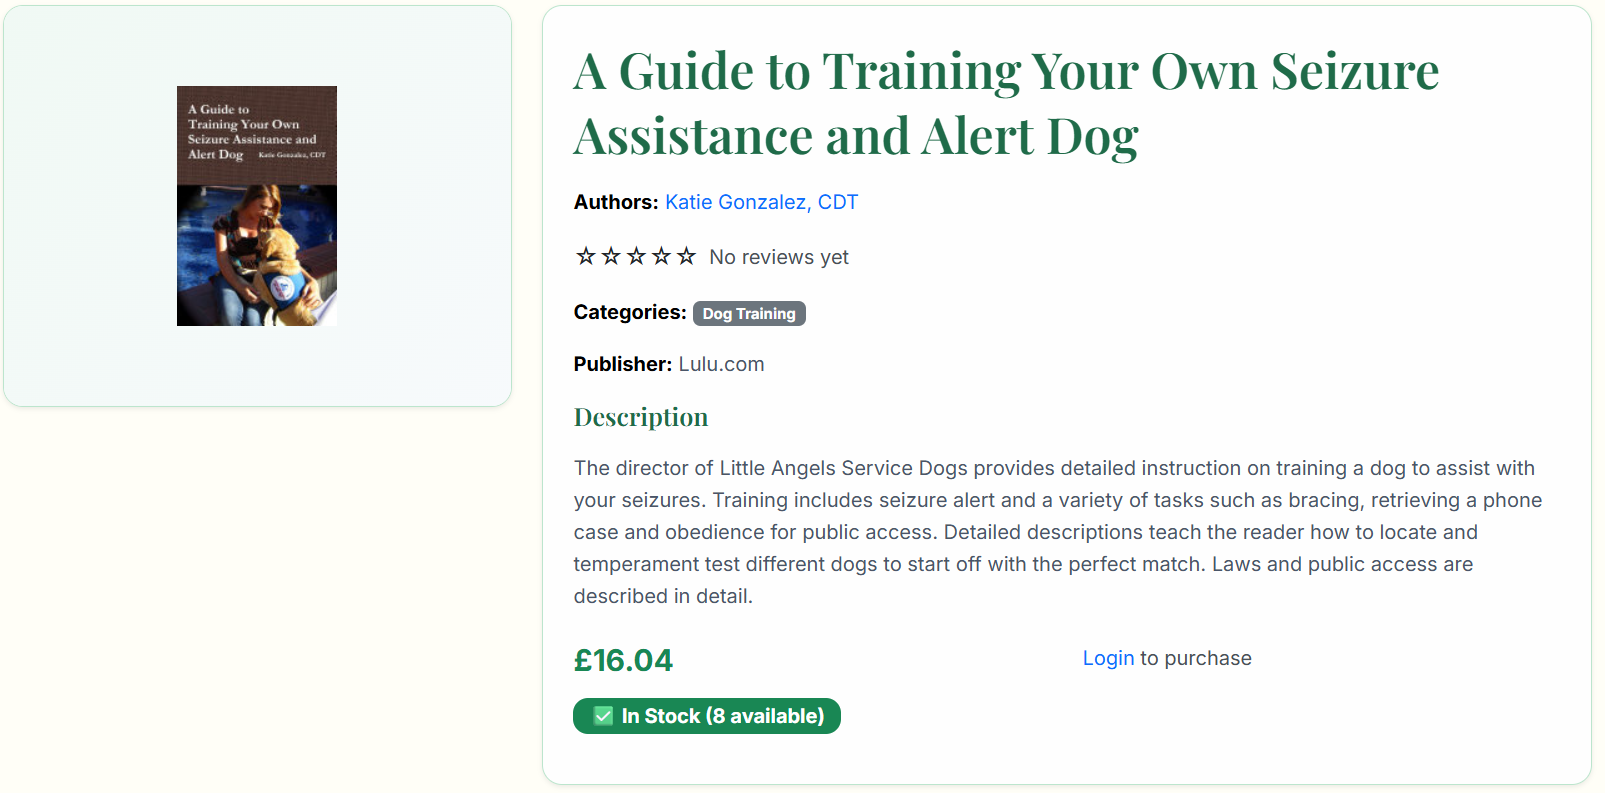 A Guide to
Training Your Own
Seizure Assistance and
Alert Dog Katie Gonzalez, CDT
A Guide to Training Your Own Seizure
Assistance and Alert Dog
Authors: Katie Gonzalez, CDT
☆☆☆☆☆ No reviews yet
Categories: Dog Training
Publisher: Lulu.com
Description
The director of Little Angels Service Dogs provides detailed instruction on training a dog to assist with
your seizures. Training includes seizure alert and a variety of tasks such as bracing, retrieving a phone
case and obedience for public access. Detailed descriptions teach the reader how to locate and
temperament test different dogs to start off with the perfect match. Laws and public access are
described in detail.
£16.04
Login to purchase
✅ In Stock (8 available)